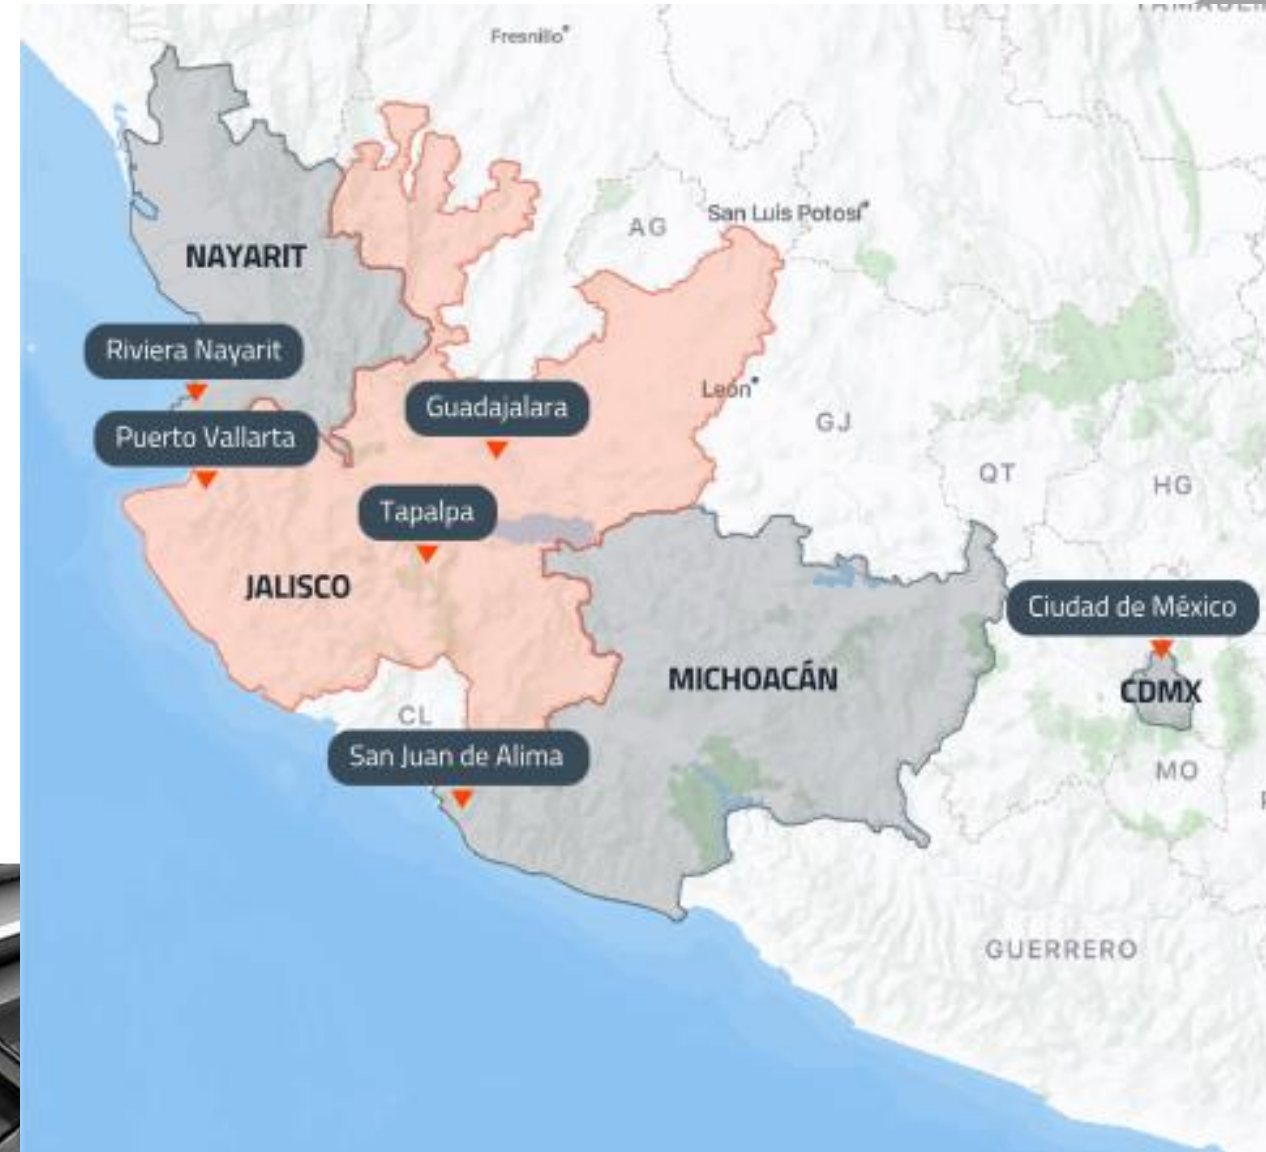 Fresnillo
San Luis Potosí
AG
NAYARIT
Riviera Nayarit
León
Guadajalara
GJ
Puerto Vallarta
QT
HG
Tapalpa
JALISCO
Ciudad de México
MICHOACÁN
CDMX
CL
San Juan de Alima
MO
GUERRERO